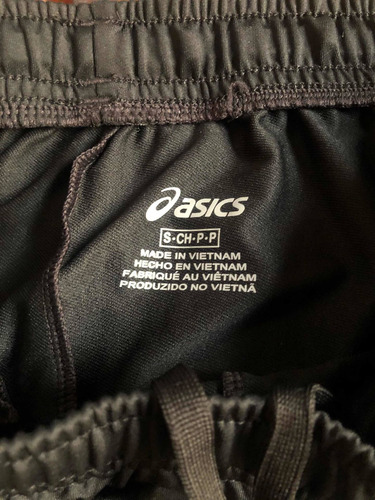 asics
S-CH-P-P
MADE IN VIETNAM
HECHO EN VIETNAM
FABRIQUÉ AU VIÊTNAM
PRODUZIDO NO VIETNÃ